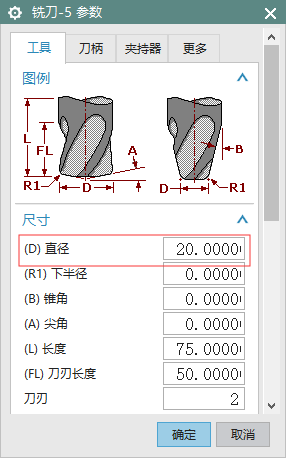 铣刀-5 参数
工具 刀柄 夹持器 更多
图例
L FL R1 D A
B D R1
尺寸
(D) 直径 20.0000
(R1) 下半径 0.0000
(B) 锥角 0.0000
(A) 尖角 0.0000
(L) 长度 75.0000
(FL) 刀刃长度 50.0000
刀刃 2
确定 取消